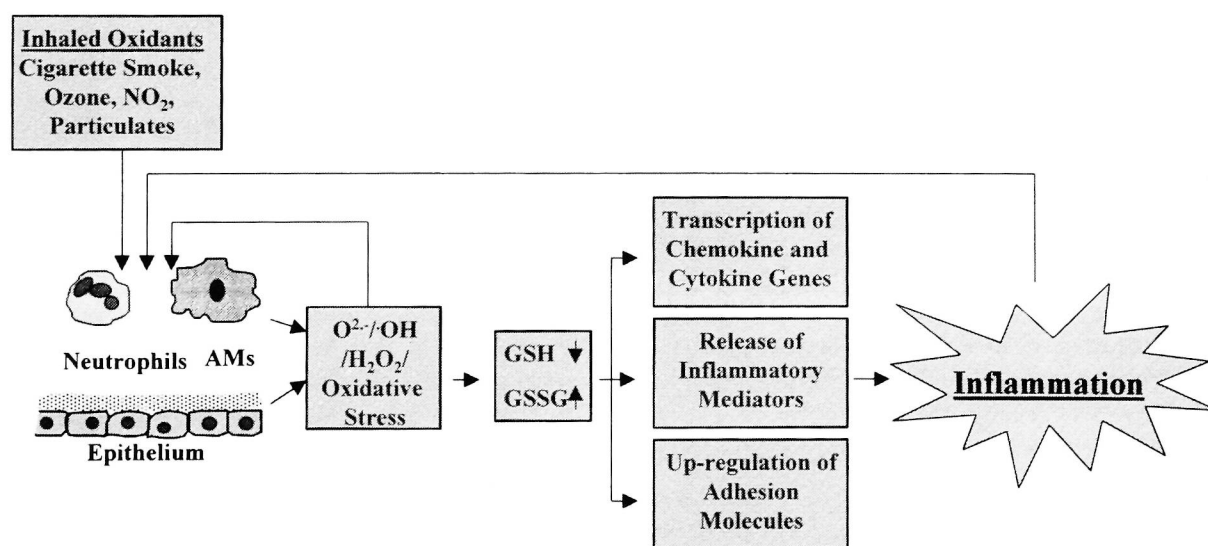 Inhaled Oxidants
Cigarette Smoke,
Ozone, NO₂,
Particulates
Neutrophils
AMs
Epithelium
O²·-/·OH
/H₂O₂/
Oxidative
Stress
GSH
GSSG
Transcription of
Chemokine and
Cytokine Genes
Release of
Inflammatory
Mediators
Up-regulation of
Adhesion
Molecules
Inflammation